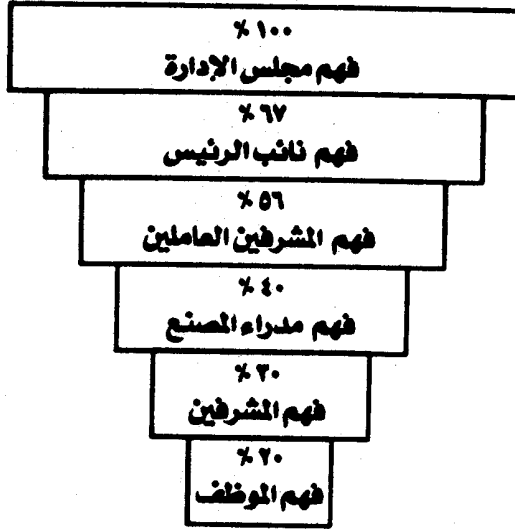 ٪ ١٠٠
فهم مجلس الإدارة
٪ ٦٧
فهم نائب الرئيس
٪ ٥٦
فهم المشرفين العاملين
٪ ٤٠
فهم مدراء المصنع
٪ ٣٠
فهم المشرفين
٪ ٢٠
فهم الموظف